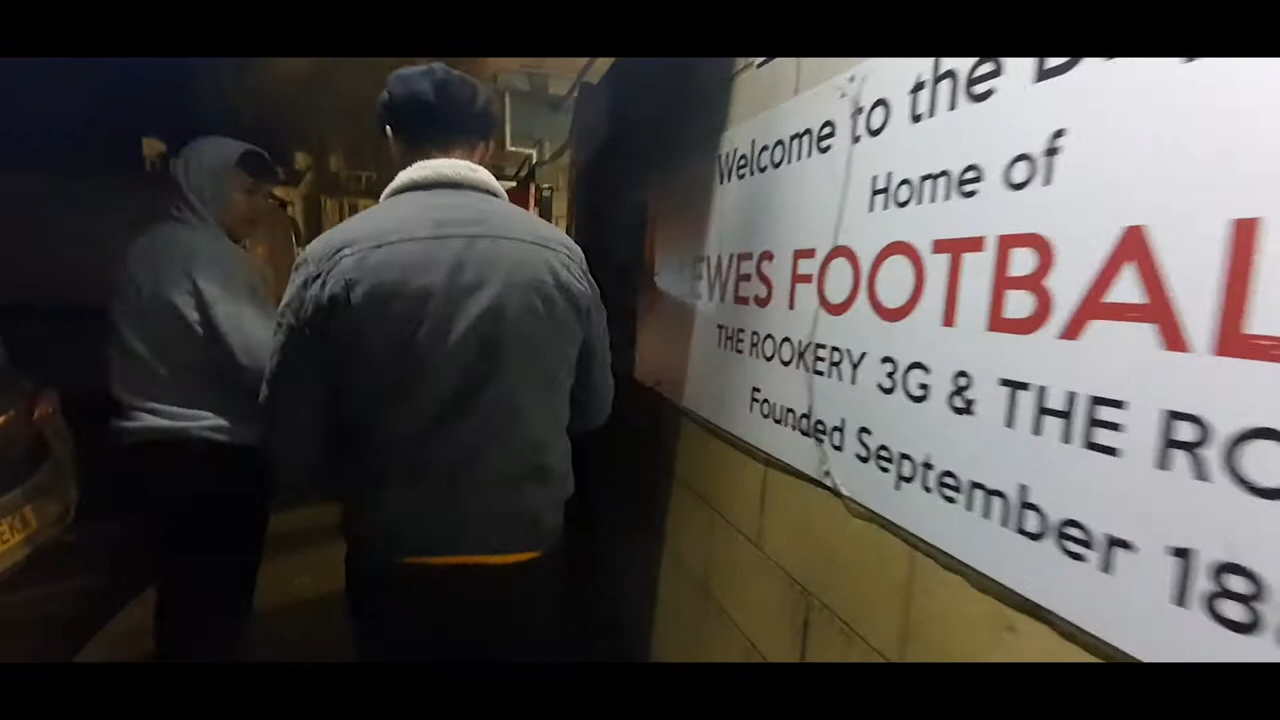 Welcome to the
Home of
EWES FOOTBAL
THE ROOKERY 3G & THE RO
Founded September 18